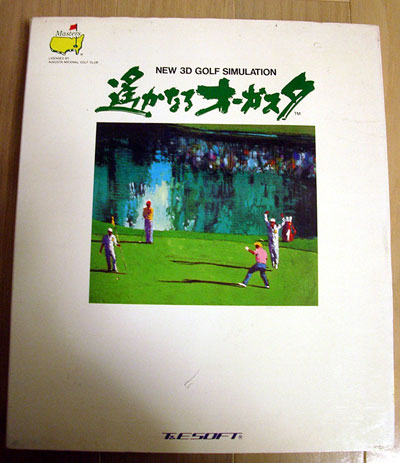 Masters
LICENSED BY
AUGUSTA NATIONAL GOLF CLUB
NEW 3D GOLF SIMULATION
遙かなるオーガスタ
TM
T&ESOFT®